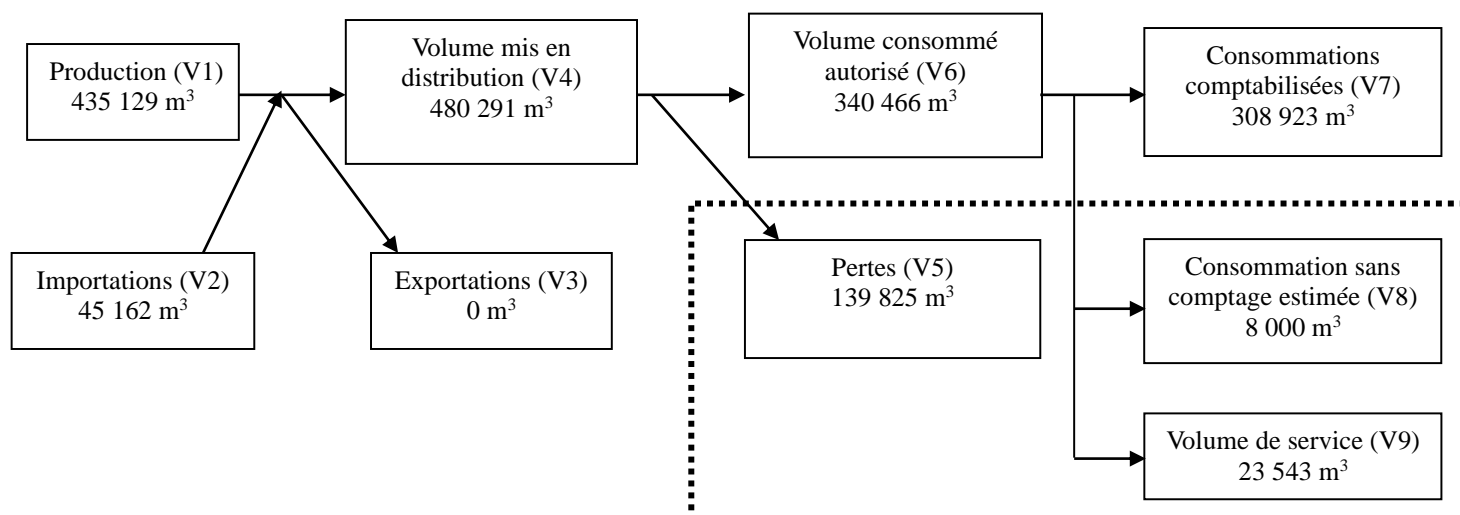 Production (V1)
435 129 m³
Volume mis en
distribution (V4)
480 291 m³
Volume consommé
autorisé (V6)
340 466 m³
Consommations
comptabilisées (V7)
308 923 m³
Importations (V2)
45 162 m³
Exportations (V3)
0 m³
Pertes (V5)
139 825 m³
Consommation sans
comptage estimée (V8)
8 000 m³
Volume de service (V9)
23 543 m³